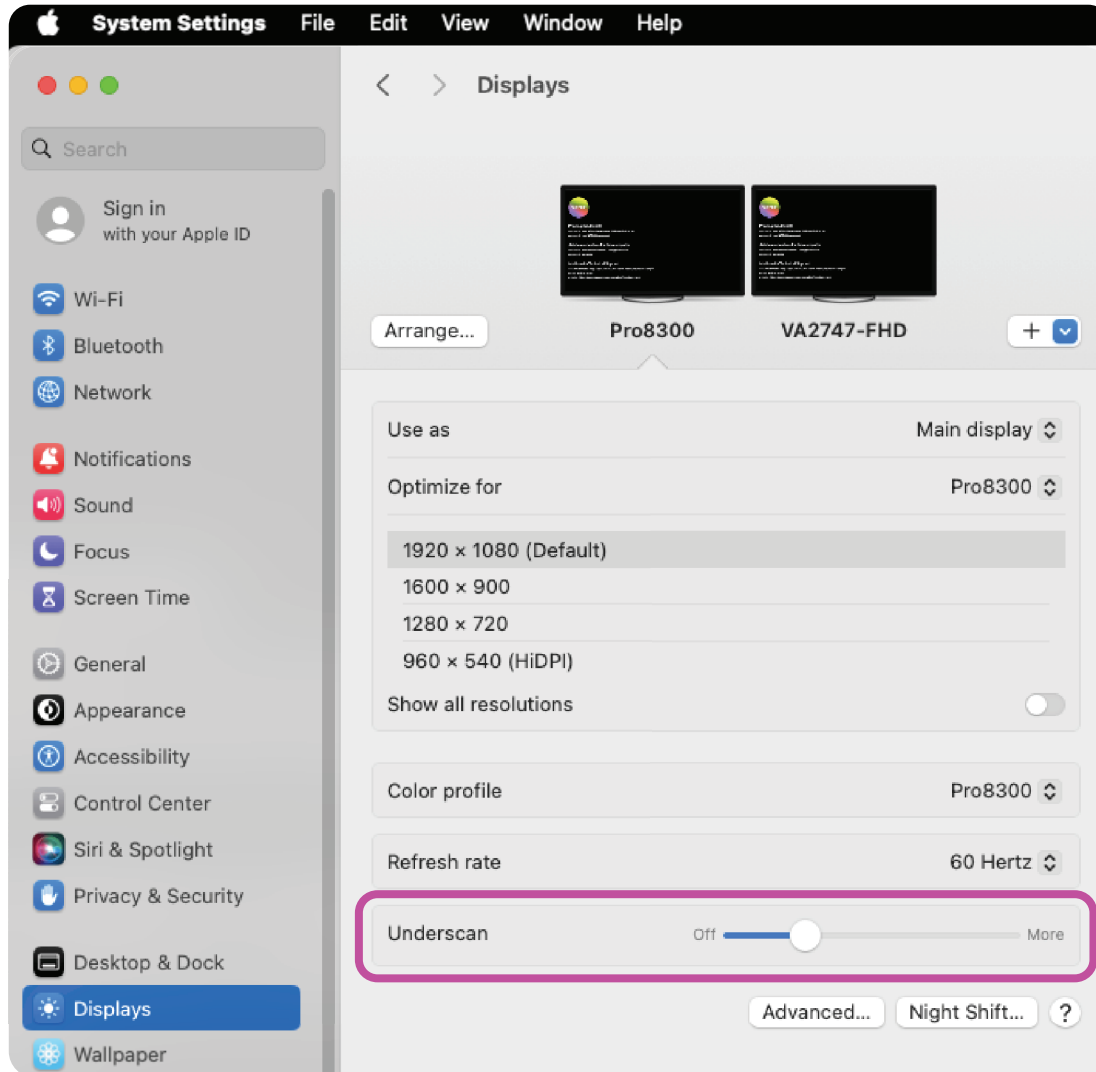 System Settings File Edit View Window Help
Displays
Search
Sign in
with your Apple ID
Wi-Fi
Bluetooth
Network
Notifications
Sound
Focus
Screen Time
General
Appearance
Accessibility
Control Center
Siri & Spotlight
Privacy & Security
Desktop & Dock
Displays
Wallpaper
Arrange... Pro8300 VA2747-FHD
Use as Main display
Optimize for Pro8300
1920 × 1080 (Default)
1600 × 900
1280 × 720
960 × 540 (HiDPI)
Show all resolutions
Color profile Pro8300
Refresh rate 60 Hertz
Underscan Off More
Advanced... Night Shift... ?